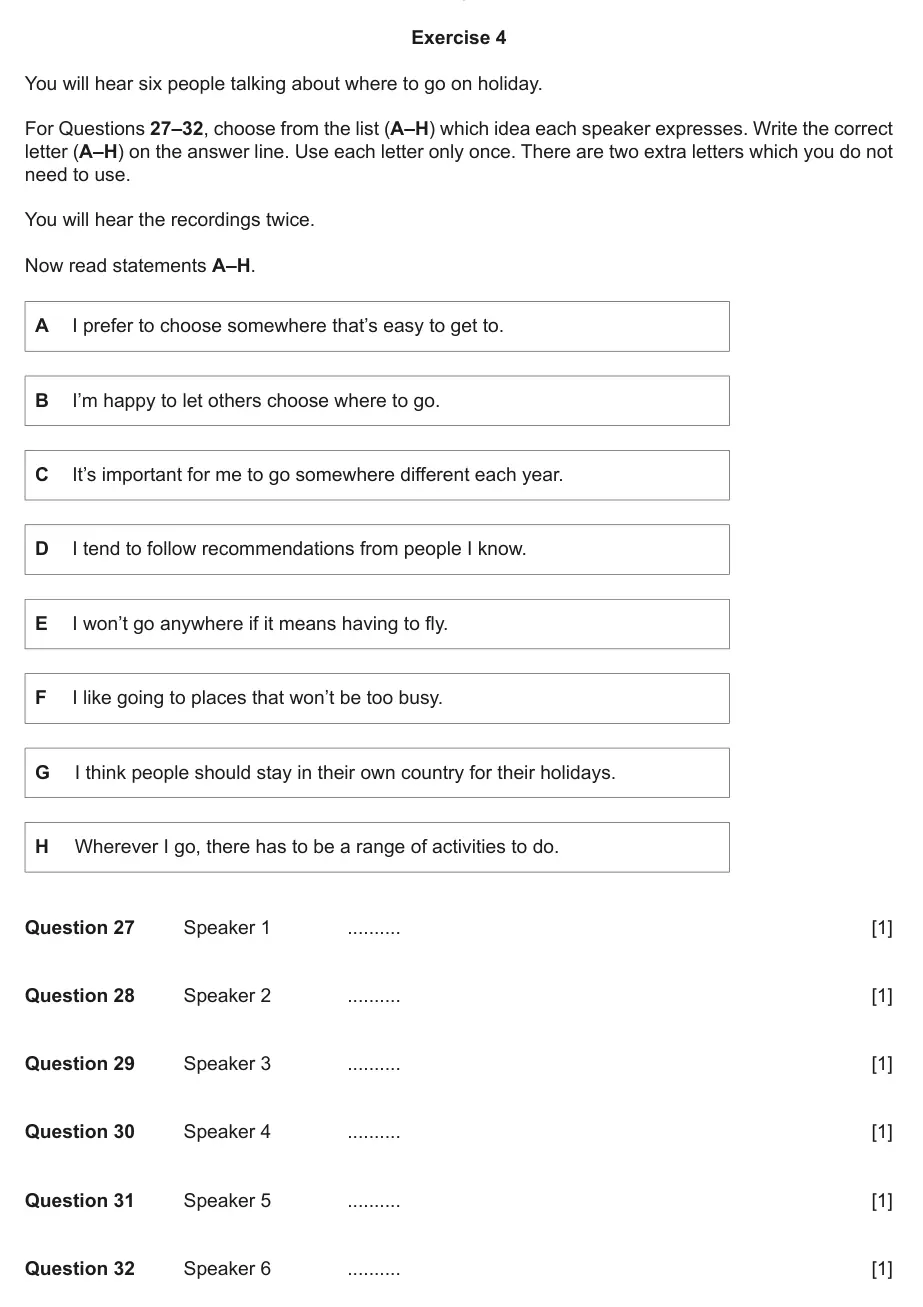 Exercise 4
You will hear six people talking about where to go on holiday.
For Questions 27–32, choose from the list (A–H) which idea each speaker expresses. Write the correct
letter (A–H) on the answer line. Use each letter only once. There are two extra letters which you do not
need to use.
You will hear the recordings twice.
Now read statements A–H.
A I prefer to choose somewhere that's easy to get to.
B I'm happy to let others choose where to go.
C It's important for me to go somewhere different each year.
D I tend to follow recommendations from people I know.
E I won't go anywhere if it means having to fly.
F I like going to places that won't be too busy.
G I think people should stay in their own country for their holidays.
H Wherever I go, there has to be a range of activities to do.
Question 27 Speaker 1 .......... [1]
Question 28 Speaker 2 .......... [1]
Question 29 Speaker 3 .......... [1]
Question 30 Speaker 4 .......... [1]
Question 31 Speaker 5 .......... [1]
Question 32 Speaker 6 .......... [1]